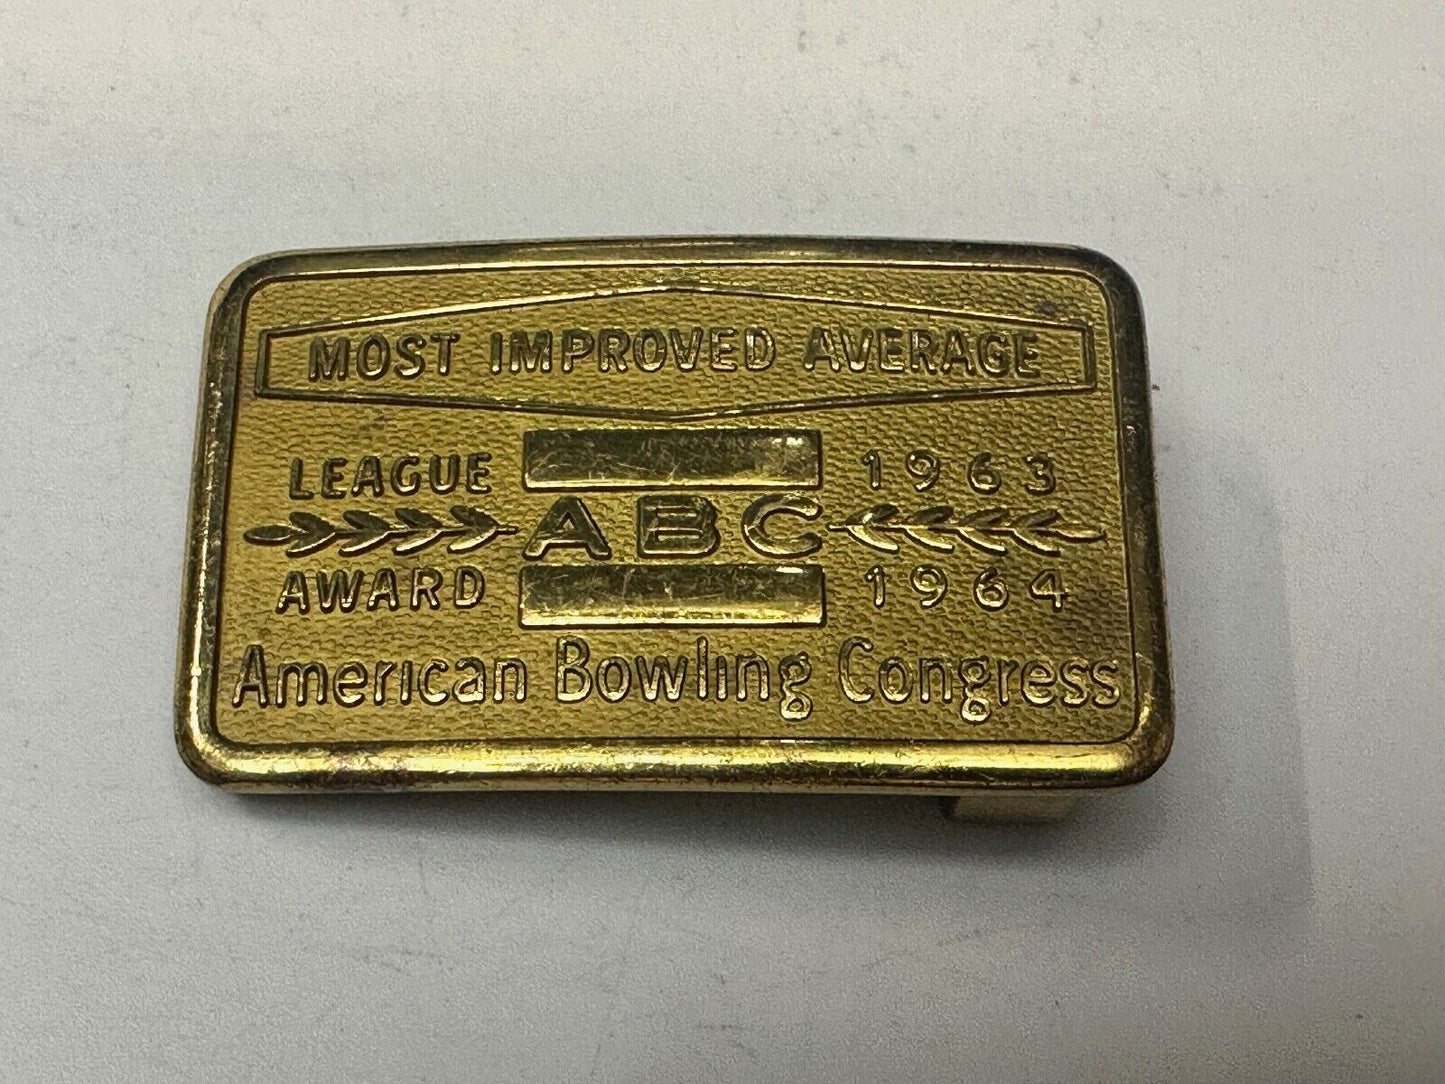 MOST IMPROVED AVERAGE
LEAGUE 1963
ABC
AWARD 1964
American Bowling Congress